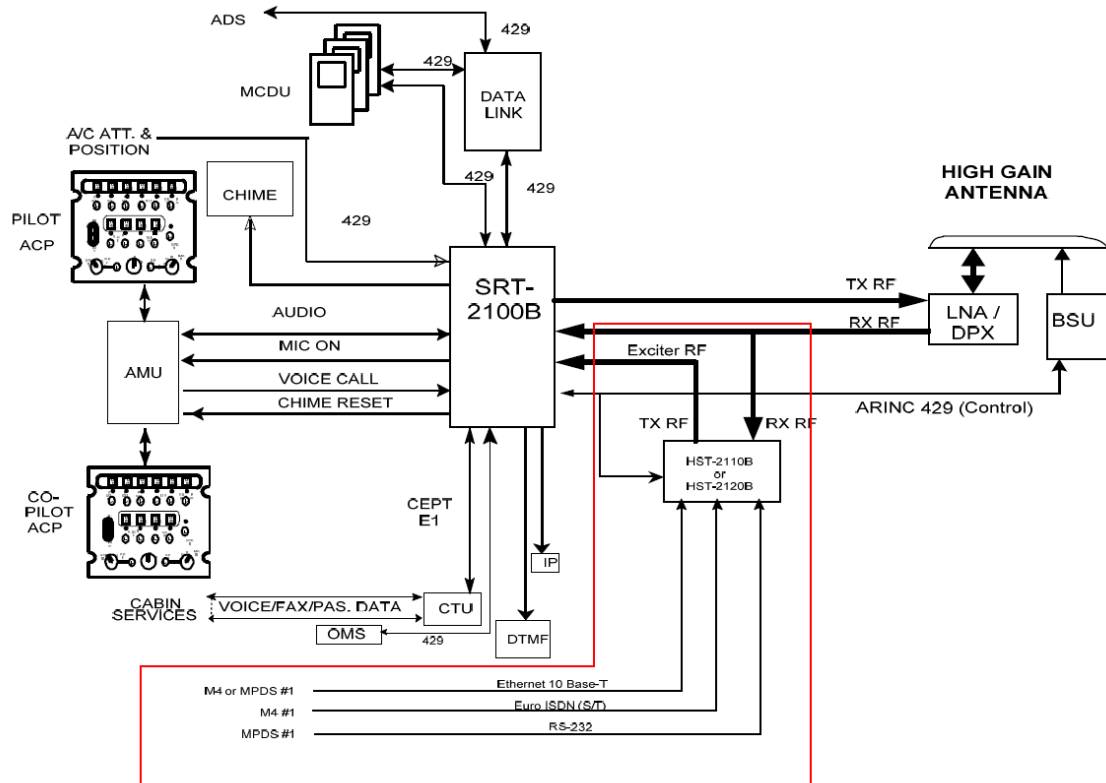 ADS
429
429
MCDU
DATA
LINK
A/C ATT. &
POSITION
HIGH GAIN
ANTENNA
429
429
CHIME
429
PILOT
ACP
SRT-
2100B
TX RF
LNA /
DPX
BSU
RX RF
AUDIO
MIC ON
Exciter RF
AMU
VOICE CALL
CHIME RESET
ARINC 429 (Control)
TX RF
RX RF
HST-2110B
or
HST-2120B
CO-
PILOT
ACP
CEPT
E1
IP
CABIN
SERVICES
VOICE/FAX/PAS. DATA
CTU
OMS
429
DTMF
M4 or MPDS #1
Ethernet 10 Base-T
M4 #1
Euro ISDN (S/T)
MPDS #1
RS-232